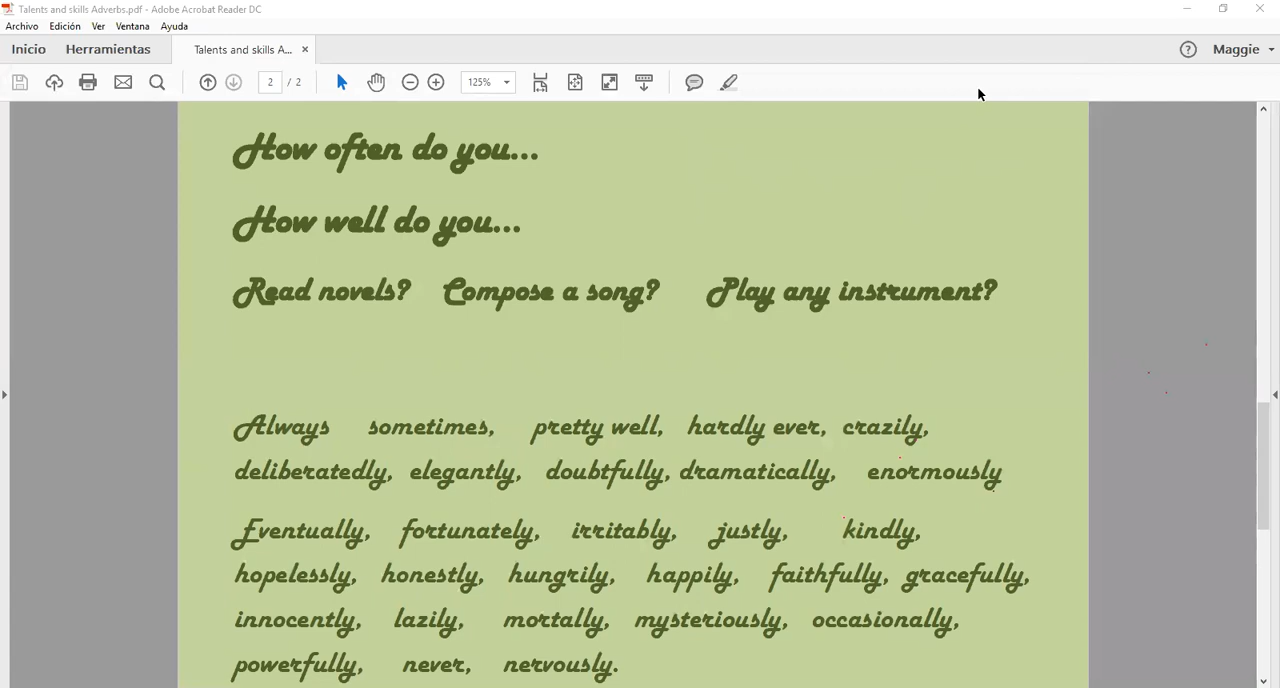 Talents and skills Adverbs.pdf - Adobe Acrobat Reader DC
Archivo Edición Ver Ventana Ayuda
Inicio Herramientas Talents and skills A... × ? Maggie
2 / 2 125%
How often do you...
How well do you...
Read novels? Compose a song? Play any instrument?
Always sometimes, pretty well, hardly ever, crazily,
deliberatedly, elegantly, doubtfully, dramatically, enormously
Eventually, fortunately, irritably, justly, kindly,
hopelessly, honestly, hungrily, happily, faithfully, gracefully,
innocently, lazily, mortally, mysteriously, occasionally,
powerfully, never, nervously.